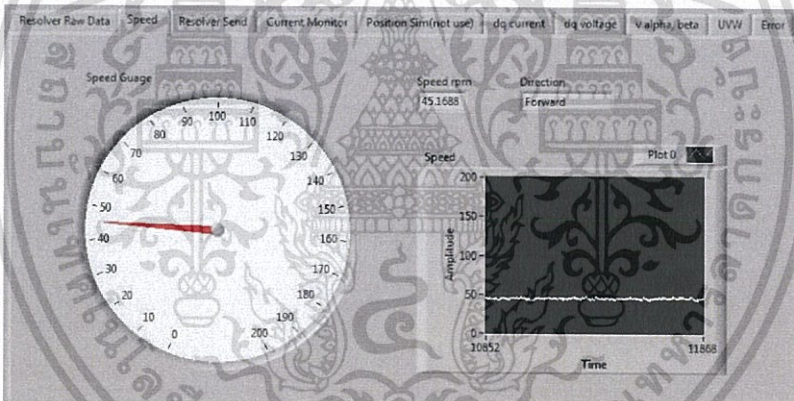 Resolver Raw Data Speed Resolver Send Current Monitor Position Sim(not use) dq current dq voltage V alpha, beta UVW Error
Speed Guage
Speed rpm Direction
45.1688 Forward
Speed Plot 0
0 10 20 30 40 50 60 70 80 90 100 110 120 130 140 150 160 170 180 190 200
200
150
100
50
0
Amplitude
10852 11868
Time